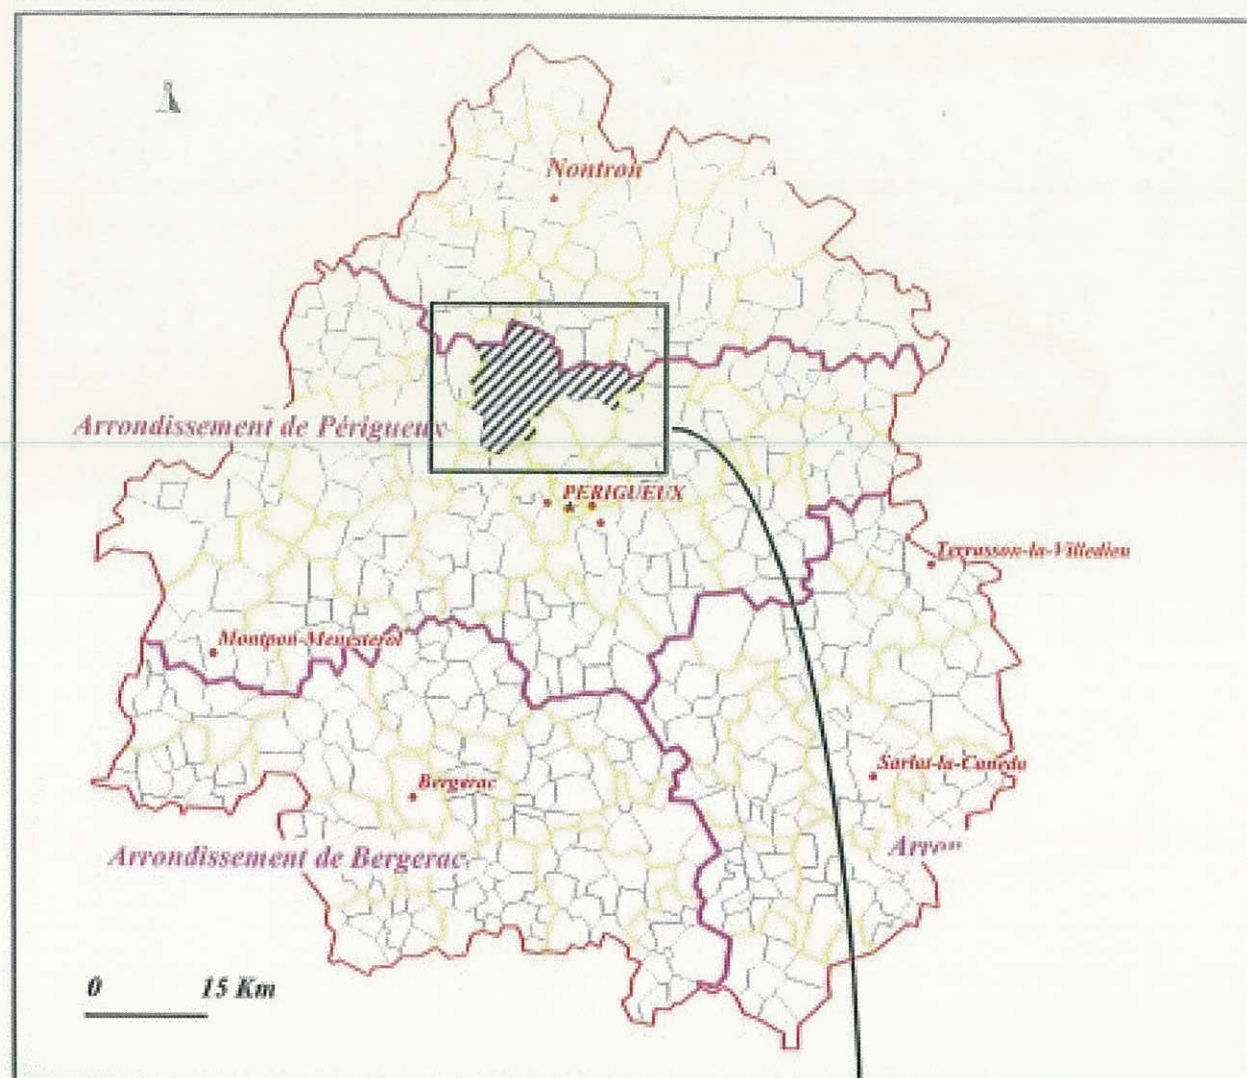 Nontron
A
Arrondissement de Périgueux
PERIGUEUX
Terrasson-la-Villedieu
Montpon-Menesterol
Sarlat-la-Canéda
Bergerac
Arron
Arrondissement de Bergerac
0 15 Km